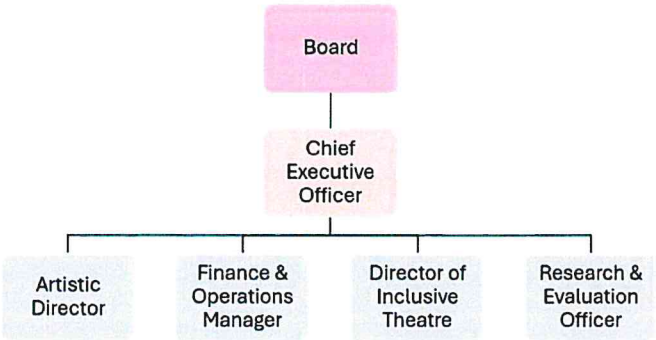 Board
Chief
Executive
Officer
Artistic
Director
Finance &
Operations
Manager
Director of
Inclusive
Theatre
Research &
Evaluation
Officer